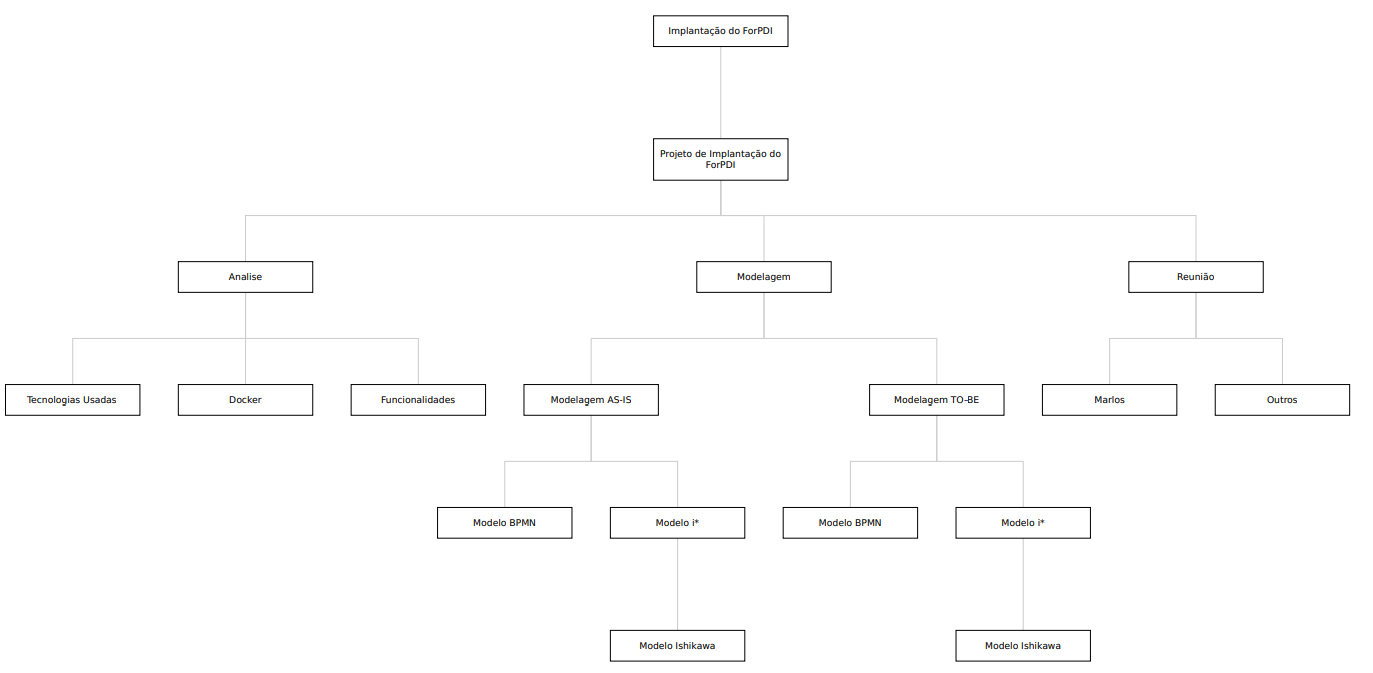 Implantação do ForPDI
Projeto de Implantação do
ForPDI
Analise
Modelagem
Reunião
Tecnologias Usadas
Docker
Funcionalidades
Modelagem AS-IS
Modelagem TO-BE
Marlos
Outros
Modelo BPMN
Modelo i*
Modelo BPMN
Modelo i*
Modelo Ishikawa
Modelo Ishikawa